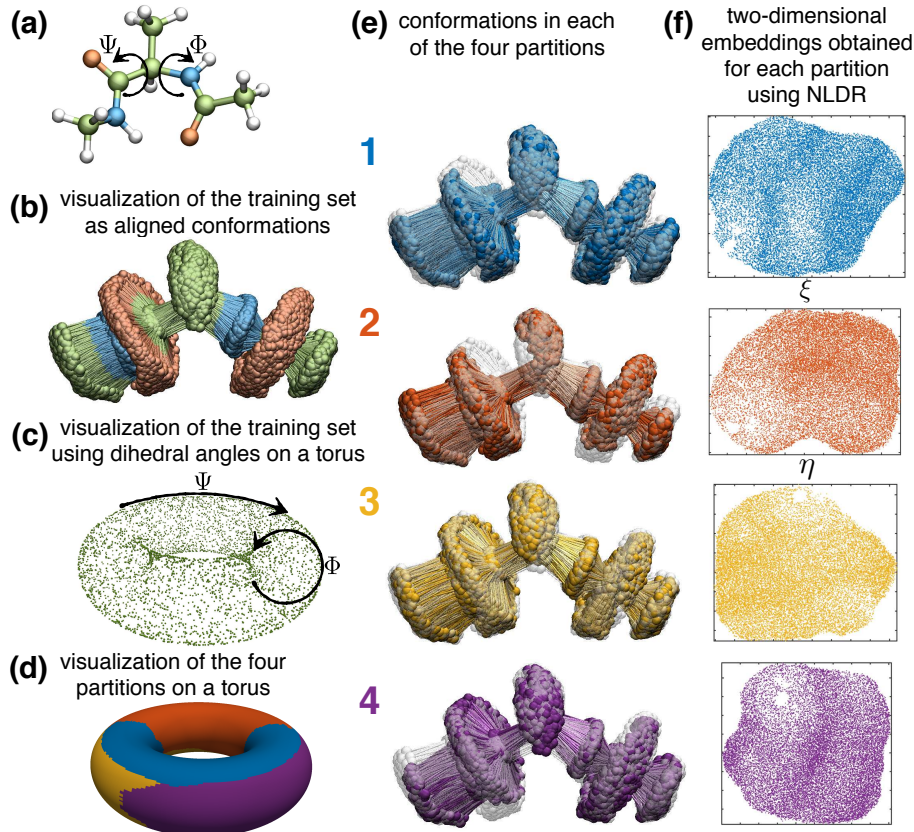 (a)
Ψ
Φ
(b) visualization of the training set
as aligned conformations
(c) visualization of the training set
using dihedral angles on a torus
Ψ
Φ
(d) visualization of the four
partitions on a torus
(e) conformations in each
of the four partitions
1
2
3
4
(f) two-dimensional
embeddings obtained
for each partition
using NLDR
ξ
η